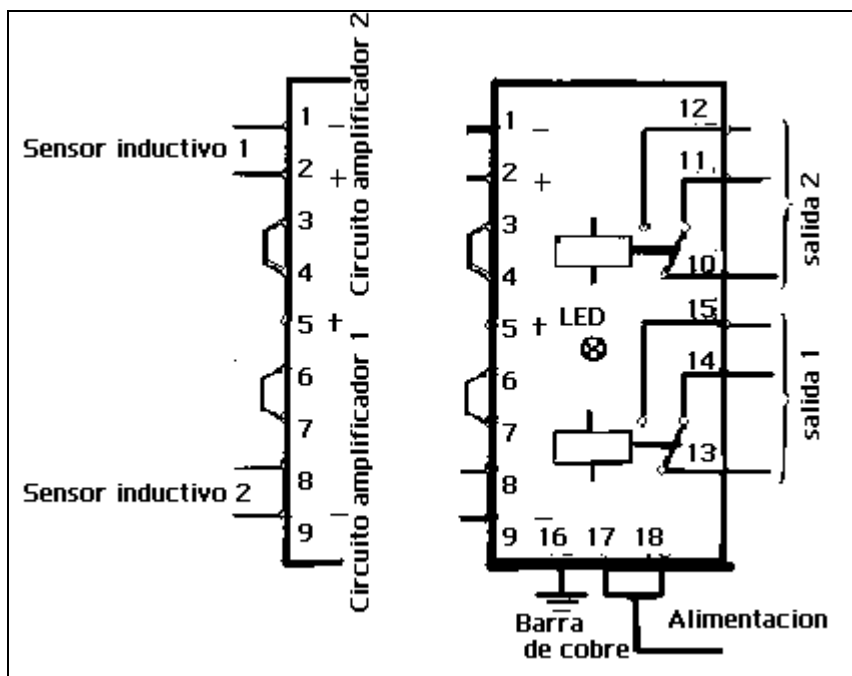 Circuito amplificador 2
Sensor inductivo 1
1 −
2 +
3
4
5 +
6
7
8
9 −
Sensor inductivo 2
Circuito amplificador 1
1 −
2 +
3
4
5 +
6
7
8
9 −
12
11
10
salida 2
LED
15
14
13
salida 1
16 17 18
Barra
de cobre
Alimentacion